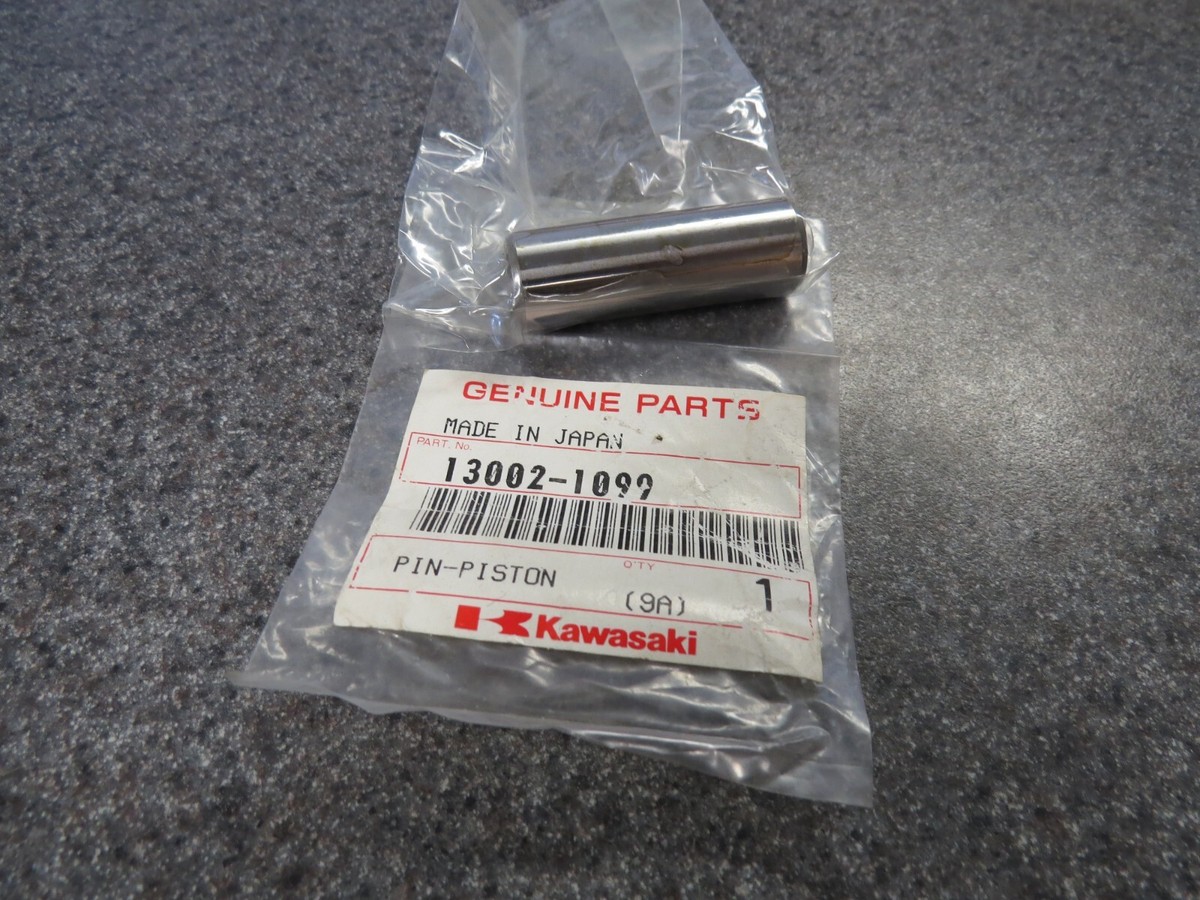 GENUINE PARTS
MADE IN JAPAN
PART. No.
13002-1099
PIN-PISTON
Q'TY
(9A)
1
Kawasaki